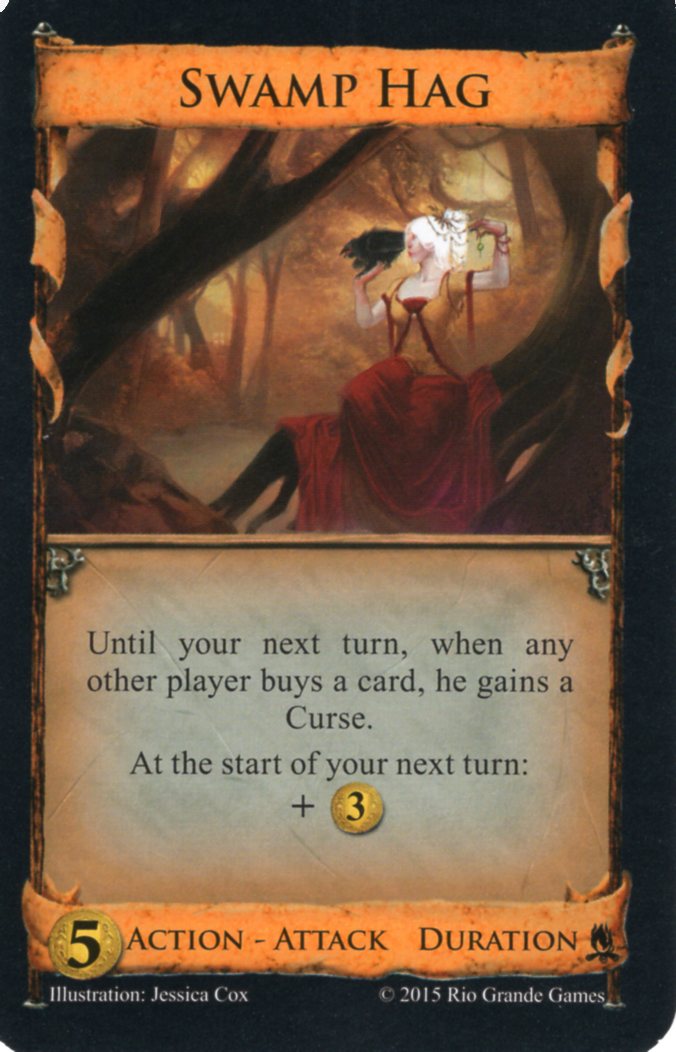 SWAMP HAG
Until your next turn, when any
other player buys a card, he gains a
Curse.
At the start of your next turn:
+ 3
5 ACTION - ATTACK DURATION
Illustration: Jessica Cox © 2015 Rio Grande Games